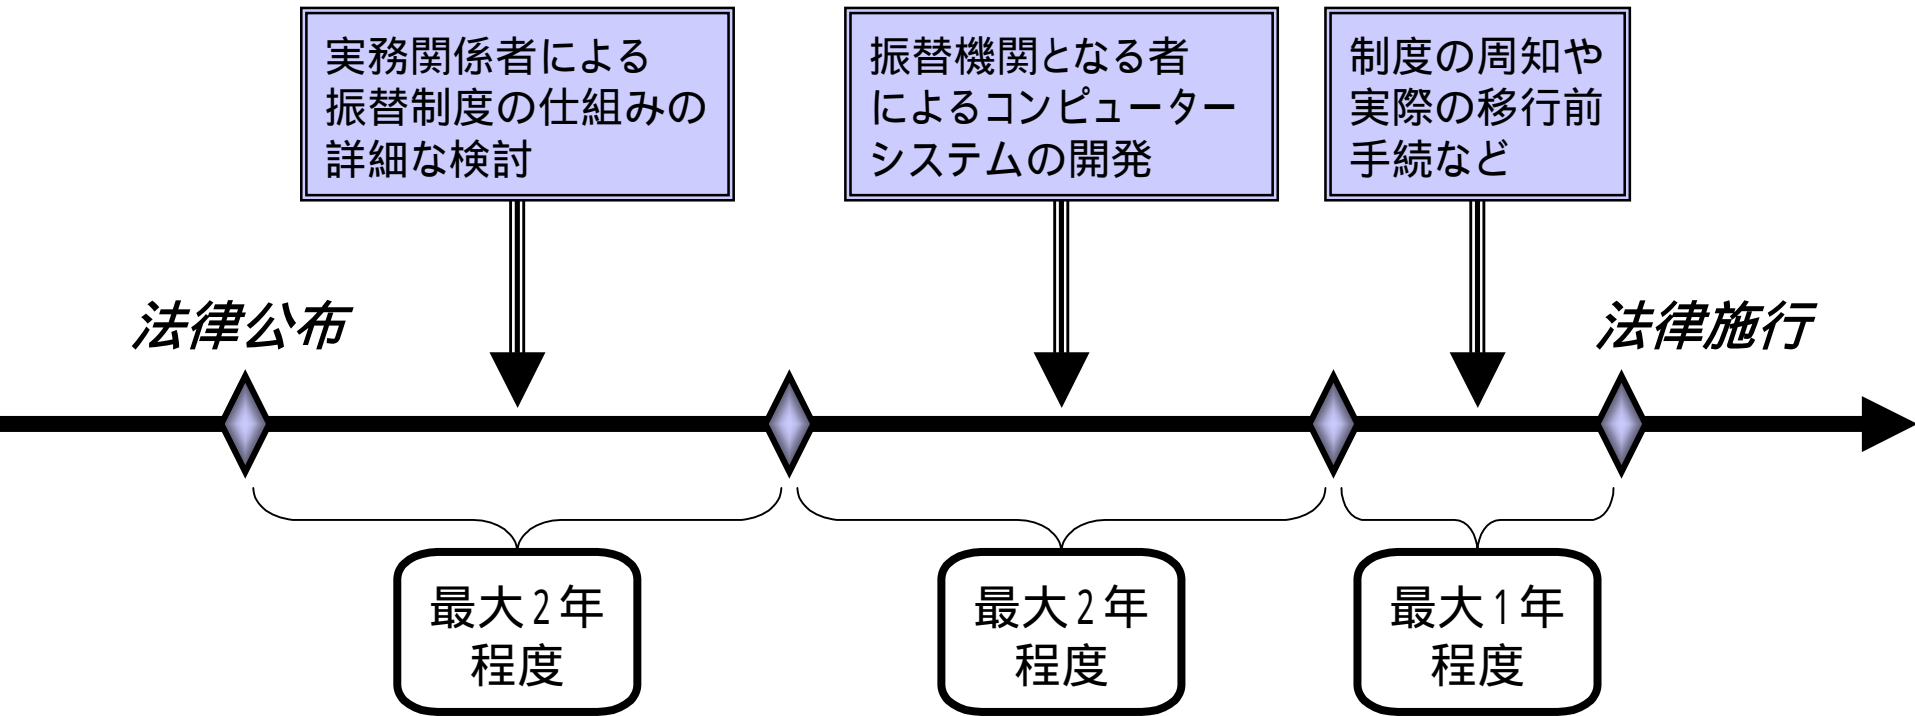 実務関係者による
振替制度の仕組みの
詳細な検討
振替機関となる者
によるコンピューター
システムの開発
制度の周知や
実際の移行前
手続など
法律公布
法律施行
最大2年
程度
最大2年
程度
最大1年
程度